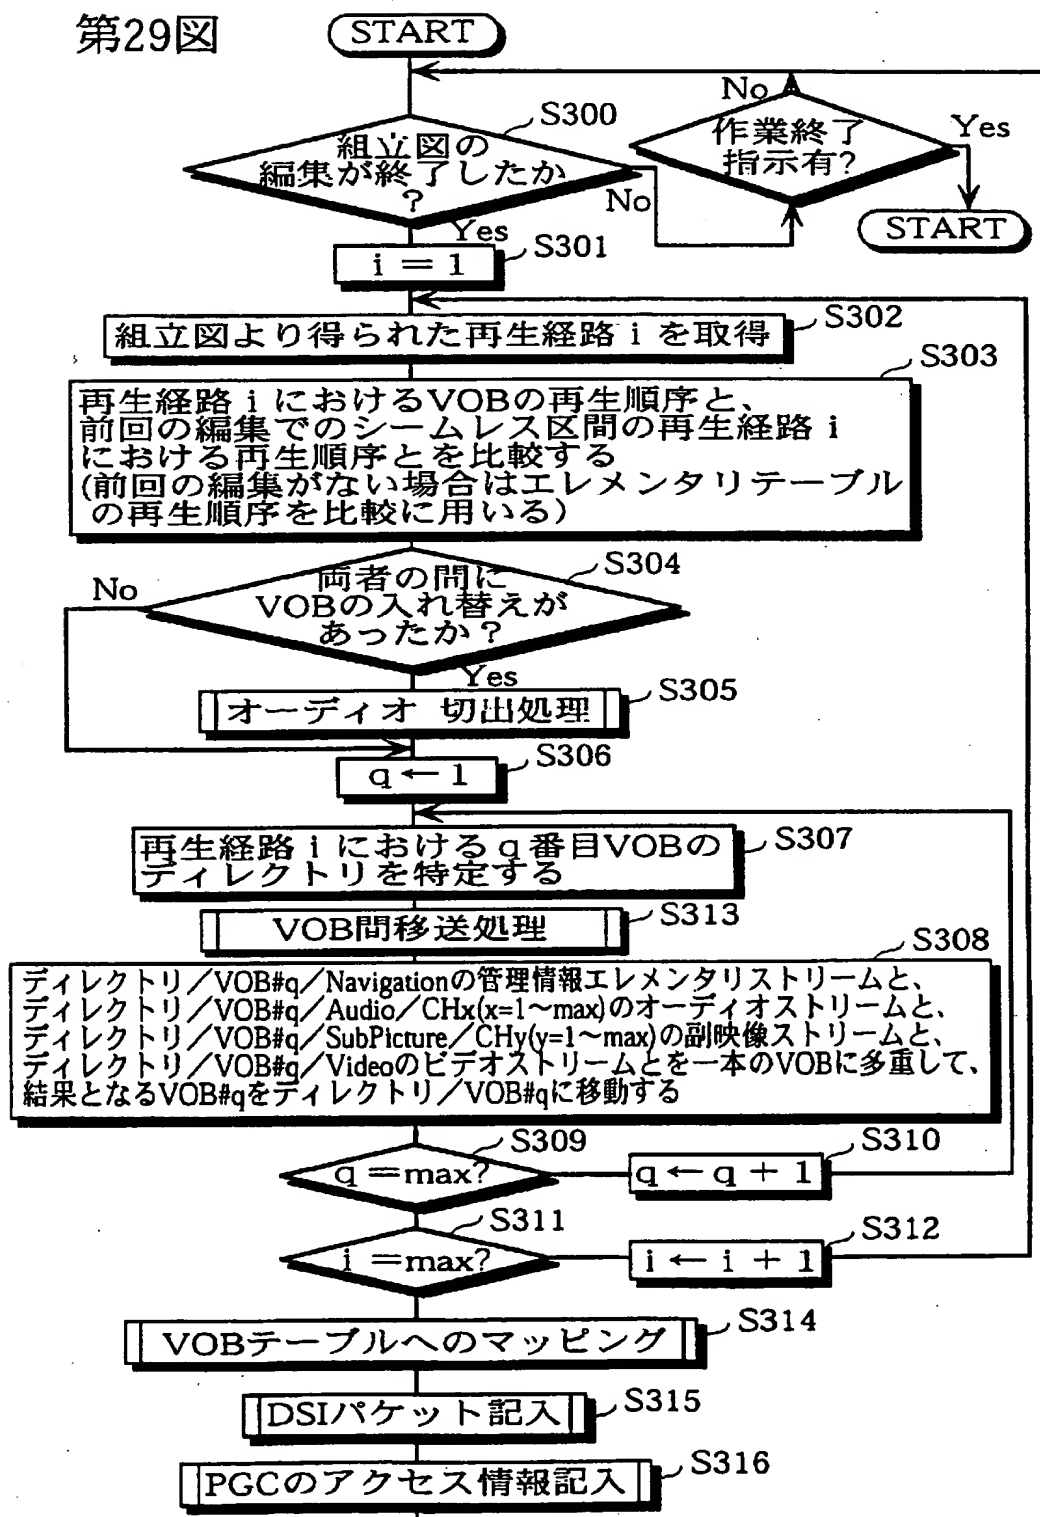 第29図
START
S300
組立図の
編集が終了したか
?
No
作業終了
指示有?
No
Yes
START
Yes
S301
i = 1
S302
組立図より得られた再生経路 i を取得
S303
再生経路 i におけるVOBの再生順序と、
前回の編集でのシームレス区間の再生経路 i
における再生順序とを比較する
(前回の編集がない場合はエレメンタリテーブル
の再生順序を比較に用いる)
S304
両者の間に
VOBの入れ替えが
あったか?
No
Yes
S305
オーディオ 切出処理
S306
q ← 1
S307
再生経路 i におけるq番目VOBの
ディレクトリを特定する
S313
VOB間移送処理
S308
ディレクトリ/VOB#q/Navigationの管理情報エレメンタリストリームと、
ディレクトリ/VOB#q/Audio/CHx(x=1~max)のオーディオストリームと、
ディレクトリ/VOB#q/SubPicture/CHy(y=1~max)の副映像ストリームと、
ディレクトリ/VOB#q/Videoのビデオストリームとを一本のVOBに多重して、
結果となるVOB#qをディレクトリ/VOB#qに移動する
S309
q =max?
S310
q ← q + 1
S311
i =max?
S312
i ← i + 1
S314
VOBテーブルへのマッピング
S315
DSIパケット記入
S316
PGCのアクセス情報記入